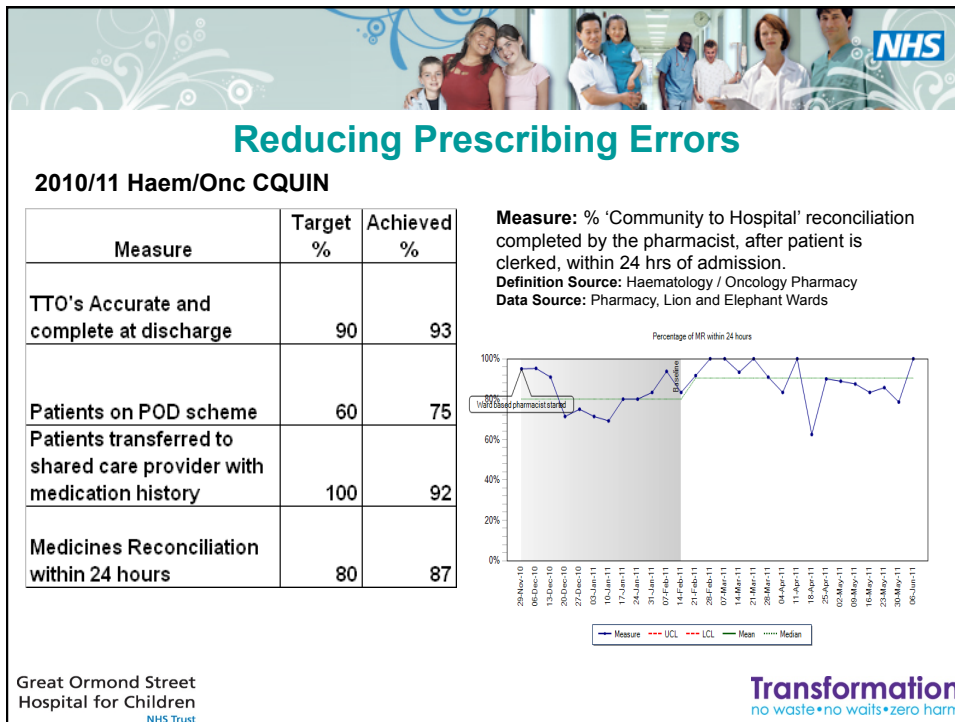 NHS
Reducing Prescribing Errors
2010/11 Haem/Onc CQUIN
Measure
Target %
Achieved %
TTO's Accurate and complete at discharge 90 93
Patients on POD scheme 60 75
Patients transferred to shared care provider with medication history 100 92
Medicines Reconciliation within 24 hours 80 87
Measure: % ‘Community to Hospital’ reconciliation
completed by the pharmacist, after patient is
clerked, within 24 hrs of admission.
Definition Source: Haematology / Oncology Pharmacy
Data Source: Pharmacy, Lion and Elephant Wards
Percentage of MR within 24 hours
100%
80%
60%
40%
20%
0%
Ward based pharmacist started
Baseline
29-Nov-10
06-Dec-10
13-Dec-10
20-Dec-10
27-Dec-10
03-Jan-11
10-Jan-11
17-Jan-11
24-Jan-11
31-Jan-11
07-Feb-11
14-Feb-11
21-Feb-11
28-Feb-11
07-Mar-11
14-Mar-11
21-Mar-11
28-Mar-11
04-Apr-11
11-Apr-11
18-Apr-11
25-Apr-11
02-May-11
09-May-11
16-May-11
23-May-11
30-May-11
06-Jun-11
Measure UCL LCL Mean Median
Great Ormond Street
Hospital for Children
NHS Trust
Transformation
no waste•no waits•zero harm